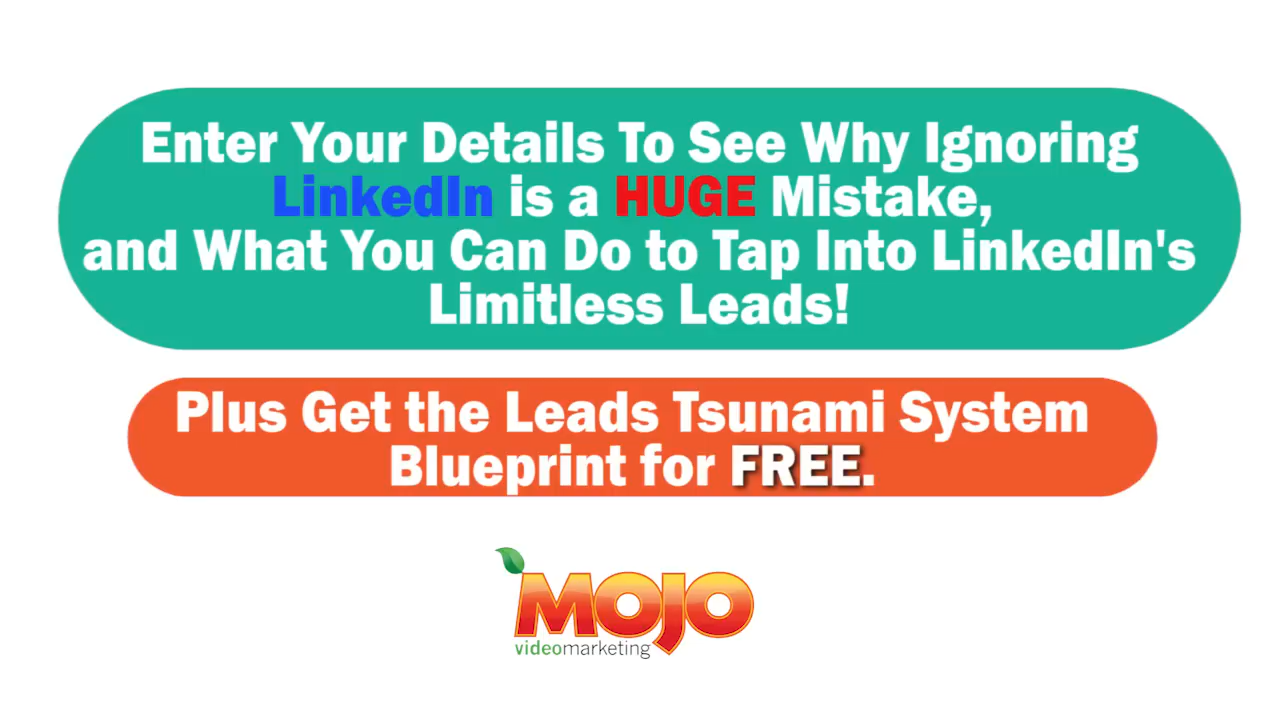 Enter Your Details To See Why Ignoring
LinkedIn is a HUGE Mistake,
and What You Can Do to Tap Into LinkedIn's
Limitless Leads!
Plus Get the Leads Tsunami System
Blueprint for FREE.
MOJO
videomarketing